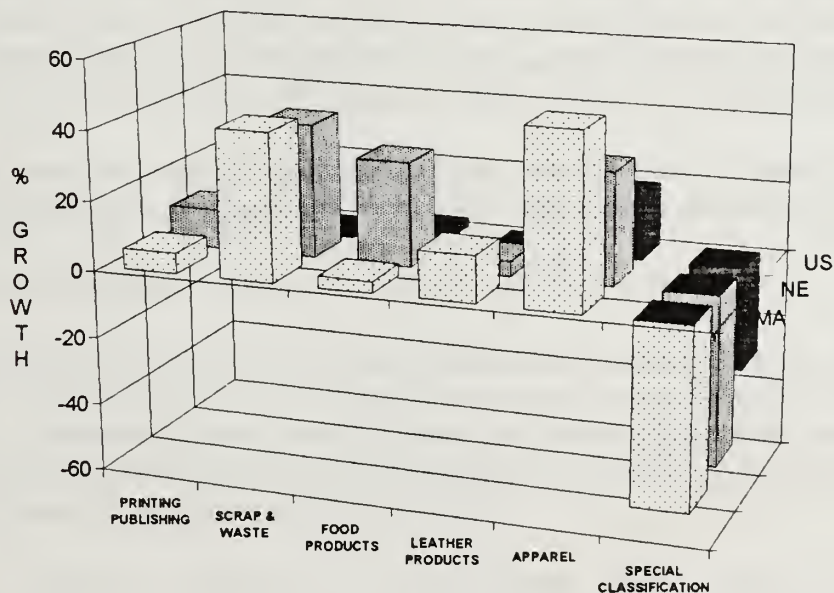 60
40
20
0
-20
-40
-60
% GROWTH
PRINTING
PUBLISHING
SCRAP &
WASTE
FOOD
PRODUCTS
LEATHER
PRODUCTS
APPAREL
SPECIAL
CLASSIFICATION
US
NE
MA